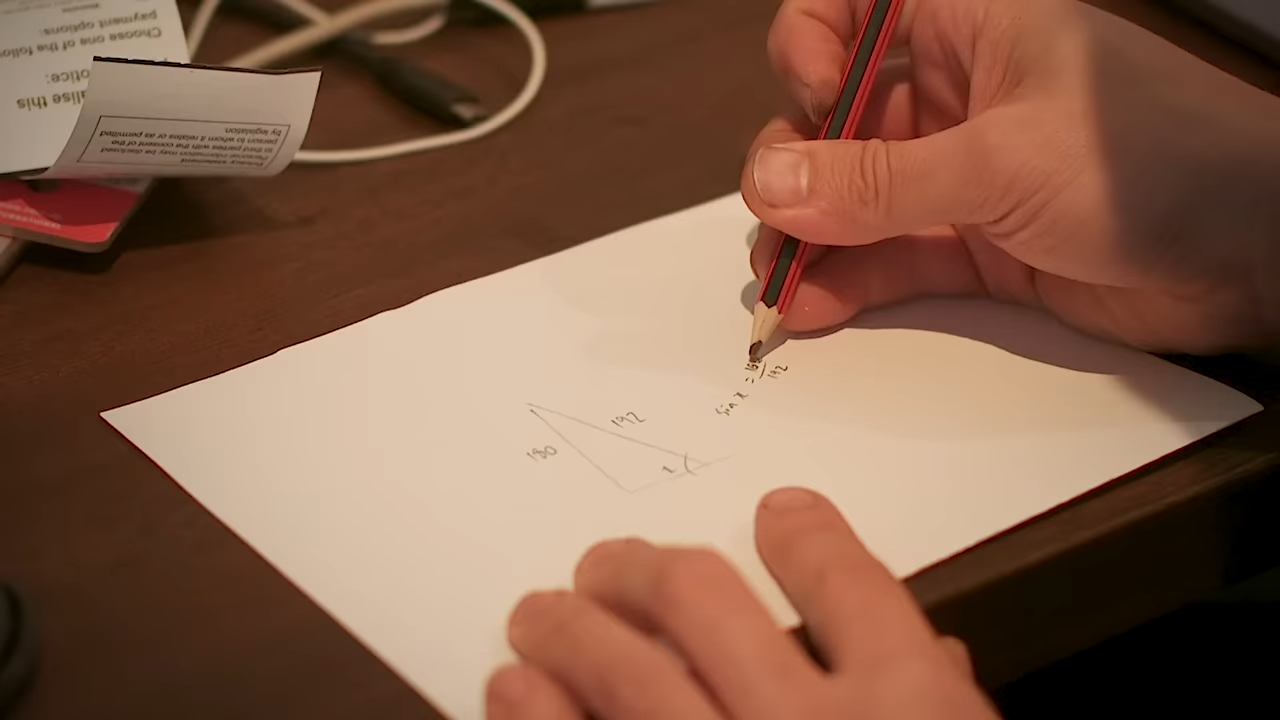 alise this
otice:
Choose one of the follo
payment options:
Privacy statement
Personal information may be disclosed
to third parties with the consent of the
person to whom it relates or as permitted
by legislation.
192
180
x
sin x = 180
192